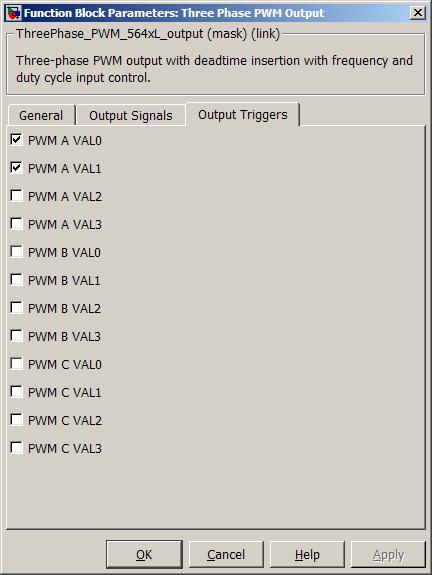 Function Block Parameters: Three Phase PWM Output
ThreePhase_PWM_564xL_output (mask) (link)
Three-phase PWM output with deadtime insertion with frequency and
duty cycle input control.
General Output Signals Output Triggers
PWM A VAL0
PWM A VAL1
PWM A VAL2
PWM A VAL3
PWM B VAL0
PWM B VAL1
PWM B VAL2
PWM B VAL3
PWM C VAL0
PWM C VAL1
PWM C VAL2
PWM C VAL3
OK Cancel Help Apply